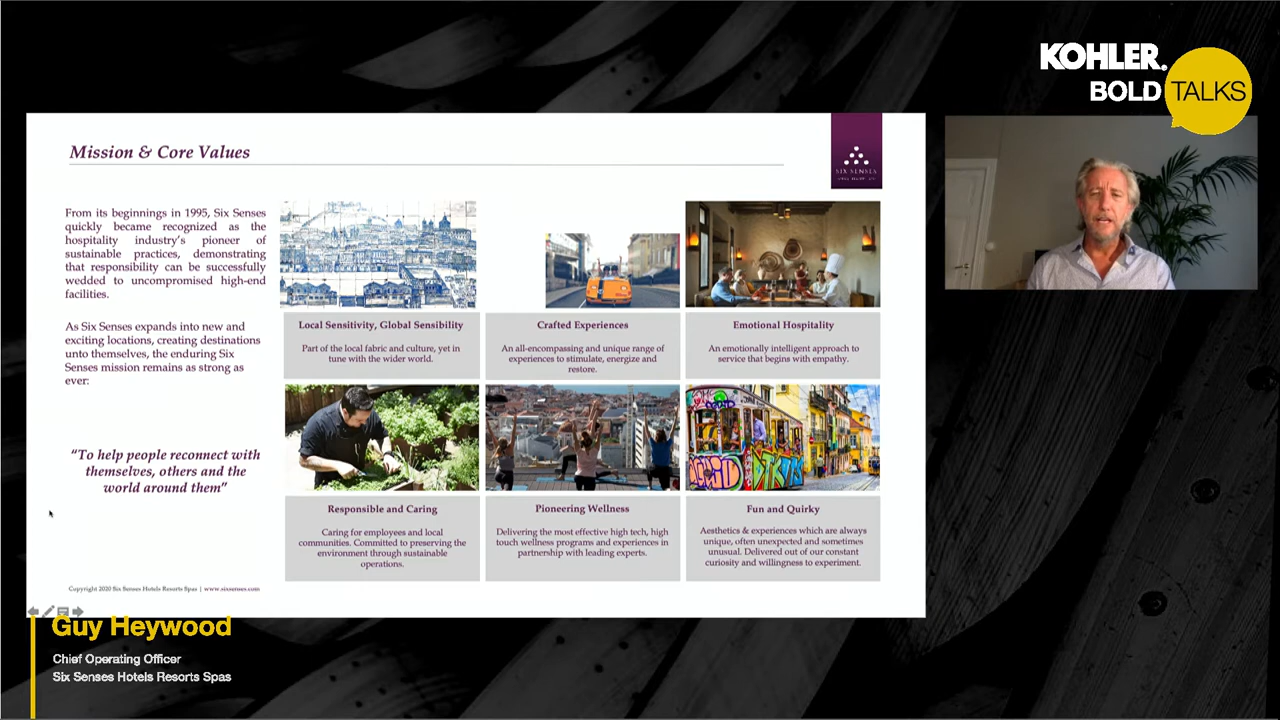 KOHLER.
BOLD TALKS
Mission & Core Values
SIX SENSES
From its beginnings in 1995, Six Senses
quickly became recognized as the
hospitality industry's pioneer of
sustainable practices, demonstrating
that responsibility can be successfully
wedded to uncompromised high-end
facilities.
As Six Senses expands into new and
exciting locations, creating destinations
unto themselves, the enduring Six
Senses mission remains as strong as
ever:
"To help people reconnect with
themselves, others and the
world around them"
Local Sensitivity, Global Sensibility
Part of the local fabric and culture, yet in
tune with the wider world.
Crafted Experiences
An all-encompassing and unique range of
experiences to stimulate, energize and
restore.
Emotional Hospitality
An emotionally intelligent approach to
service that begins with empathy.
Responsible and Caring
Caring for employees and local
communities. Committed to preserving the
environment through sustainable
operations.
Pioneering Wellness
Delivering the most effective high tech, high
touch wellness programs and experiences in
partnership with leading experts.
Fun and Quirky
Aesthetics & experiences which are always
unique, often unexpected and sometimes
unusual. Delivered out of our constant
curiosity and willingness to experiment.
Copyright 2020 Six Senses Hotels Resorts Spas | www.sixsenses.com
Guy Heywood
Chief Operating Officer
Six Senses Hotels Resorts Spas